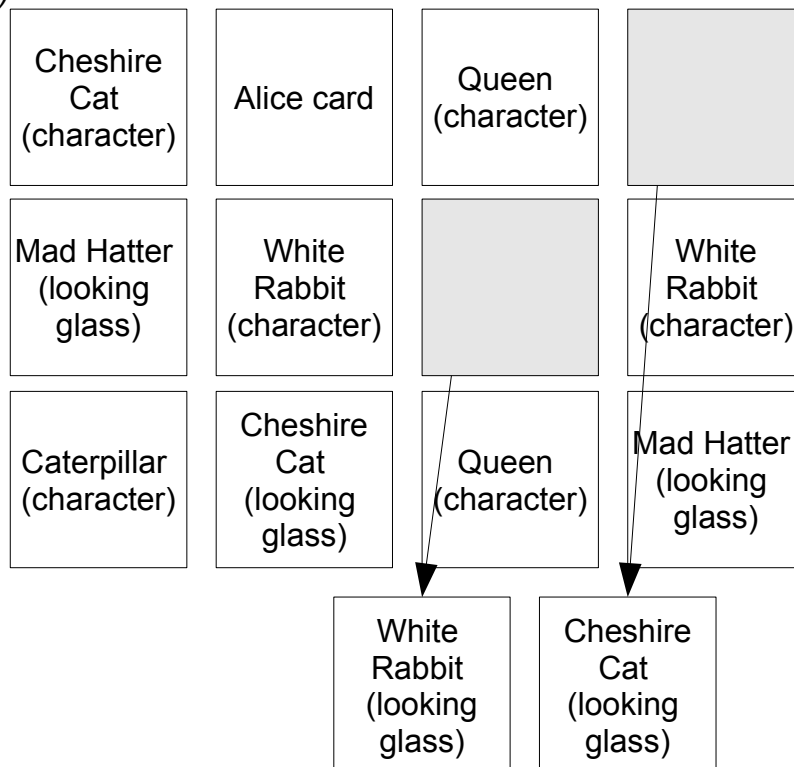 Cheshire
Cat
(character)
Alice card
Queen
(character)
Mad Hatter
(looking
glass)
White
Rabbit
(character)
White
Rabbit
(character)
Caterpillar
(character)
Cheshire
Cat
(looking
glass)
Queen
(character)
Mad Hatter
(looking
glass)
White
Rabbit
(looking
glass)
Cheshire
Cat
(looking
glass)